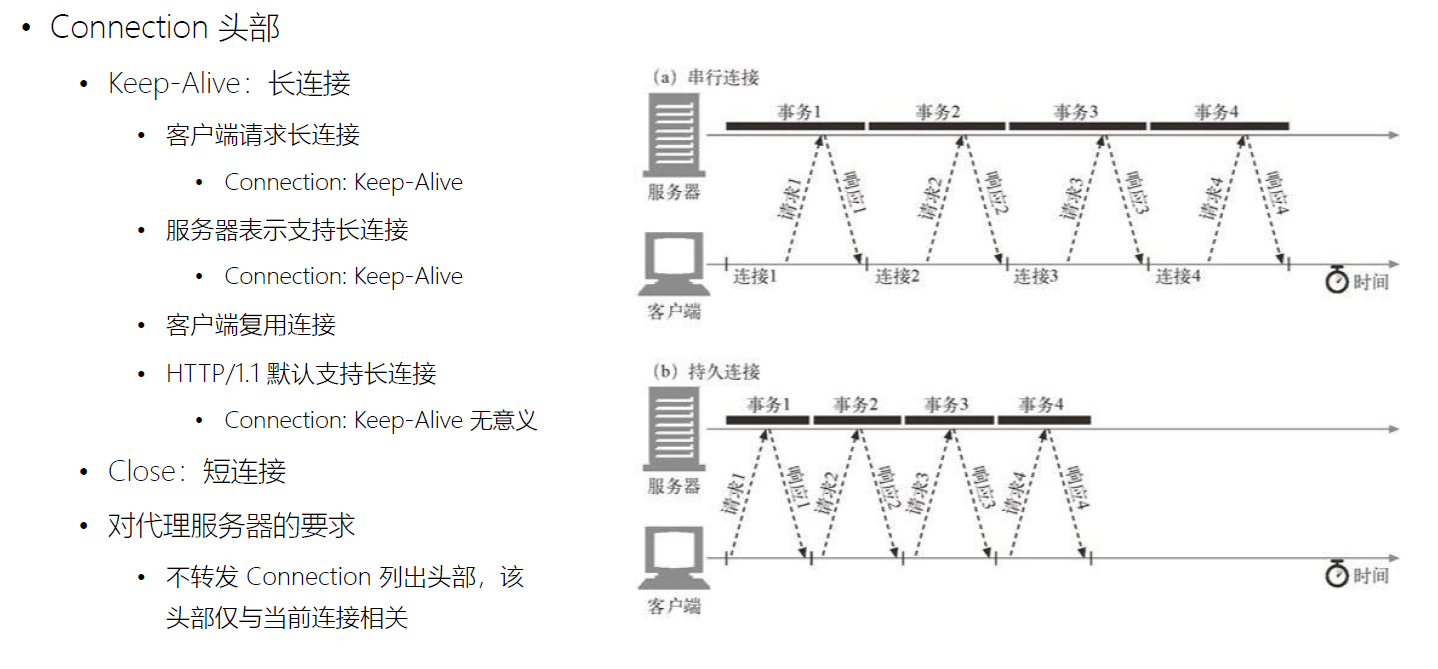 • Connection 头部
• Keep-Alive：长连接
• 客户端请求长连接
• Connection: Keep-Alive
• 服务器表示支持长连接
• Connection: Keep-Alive
• 客户端复用连接
• HTTP/1.1 默认支持长连接
• Connection: Keep-Alive 无意义
• Close：短连接
• 对代理服务器的要求
• 不转发 Connection 列出头部，该
头部仅与当前连接相关
（a）串行连接
事务1 事务2 事务3 事务4
服务器
请求1 响应1 请求2 响应2 请求3 响应3 请求4 响应4
连接1 连接2 连接3 连接4 时间
客户端
（b）持久连接
事务1 事务2 事务3 事务4
服务器
请求1 响应1 请求2 响应2 请求3 响应3 请求4 响应4
时间
客户端